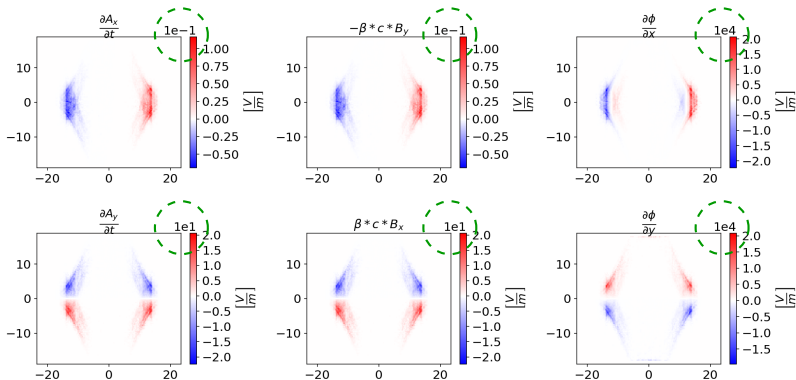 ∂Aₓ/∂t
1e−1
−β * c * B_y
1e−1
∂ϕ/∂x
1e4
10
0
−10
−20 0 20
1.00
0.75
0.50
0.25
0.00
−0.25
−0.50
[V/m]
10
0
−10
−20 0 20
1.00
0.75
0.50
0.25
0.00
−0.25
−0.50
[V/m]
10
0
−10
−20 0 20
2.0
1.5
1.0
0.5
0.0
−0.5
−1.0
−1.5
−2.0
[V/m]
∂A_y/∂t
1e1
β * c * Bₓ
1e1
∂ϕ/∂y
1e4
10
0
−10
−20 0 20
2.0
1.5
1.0
0.5
0.0
−0.5
−1.0
−1.5
−2.0
[V/m]
10
0
−10
−20 0 20
2.0
1.5
1.0
0.5
0.0
−0.5
−1.0
−1.5
−2.0
[V/m]
10
0
−10
−20 0 20
2.0
1.5
1.0
0.5
0.0
−0.5
−1.0
−1.5
[V/m]